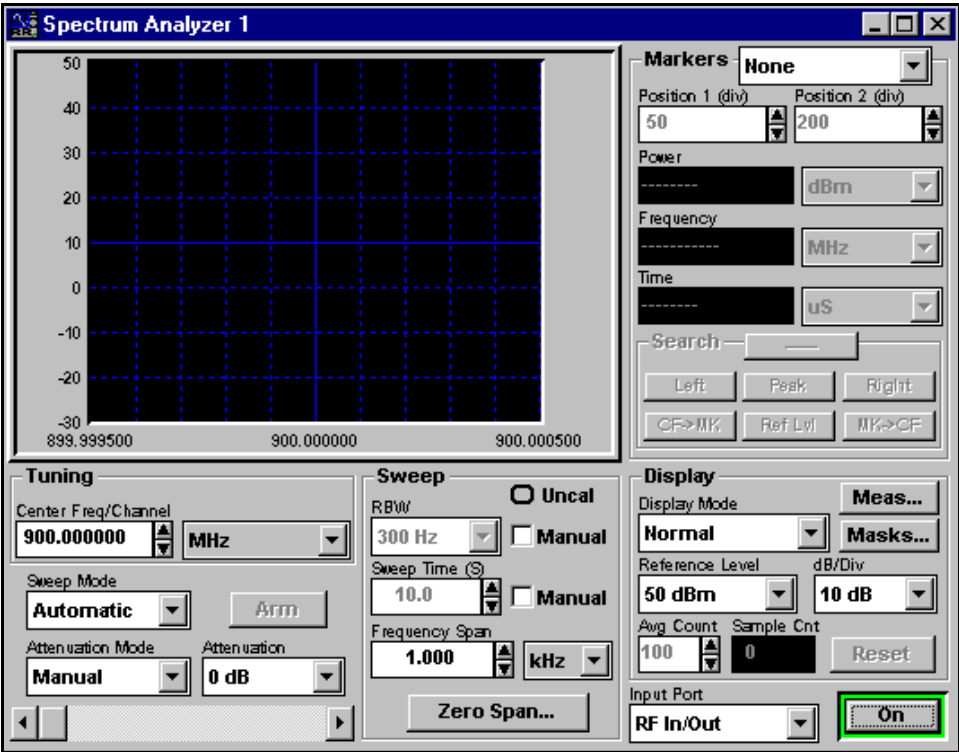 Spectrum Analyzer 1
50
40
30
20
10
0
-10
-20
-30
899.999500 900.000000 900.000500
Markers None
Position 1 (div) Position 2 (div)
50 200
Power
-------- dBm
Frequency
----------- MHz
Time
-------- uS
Search
Left Peak Right
CF->MK Ref Lvl MK->CF
Tuning
Center Freq/Channel
900.000000 MHz
Sweep Mode
Automatic Arm
Attenuation Mode Attenuation
Manual 0 dB
Sweep
Uncal
RBW
300 Hz Manual
Sweep Time (S)
10.0 Manual
Frequency Span
1.000 kHz
Zero Span...
Display
Display Mode Meas...
Normal Masks...
Reference Level dB/Div
50 dBm 10 dB
Avg Count Sample Cnt
100 0 Reset
Input Port
RF In/Out On